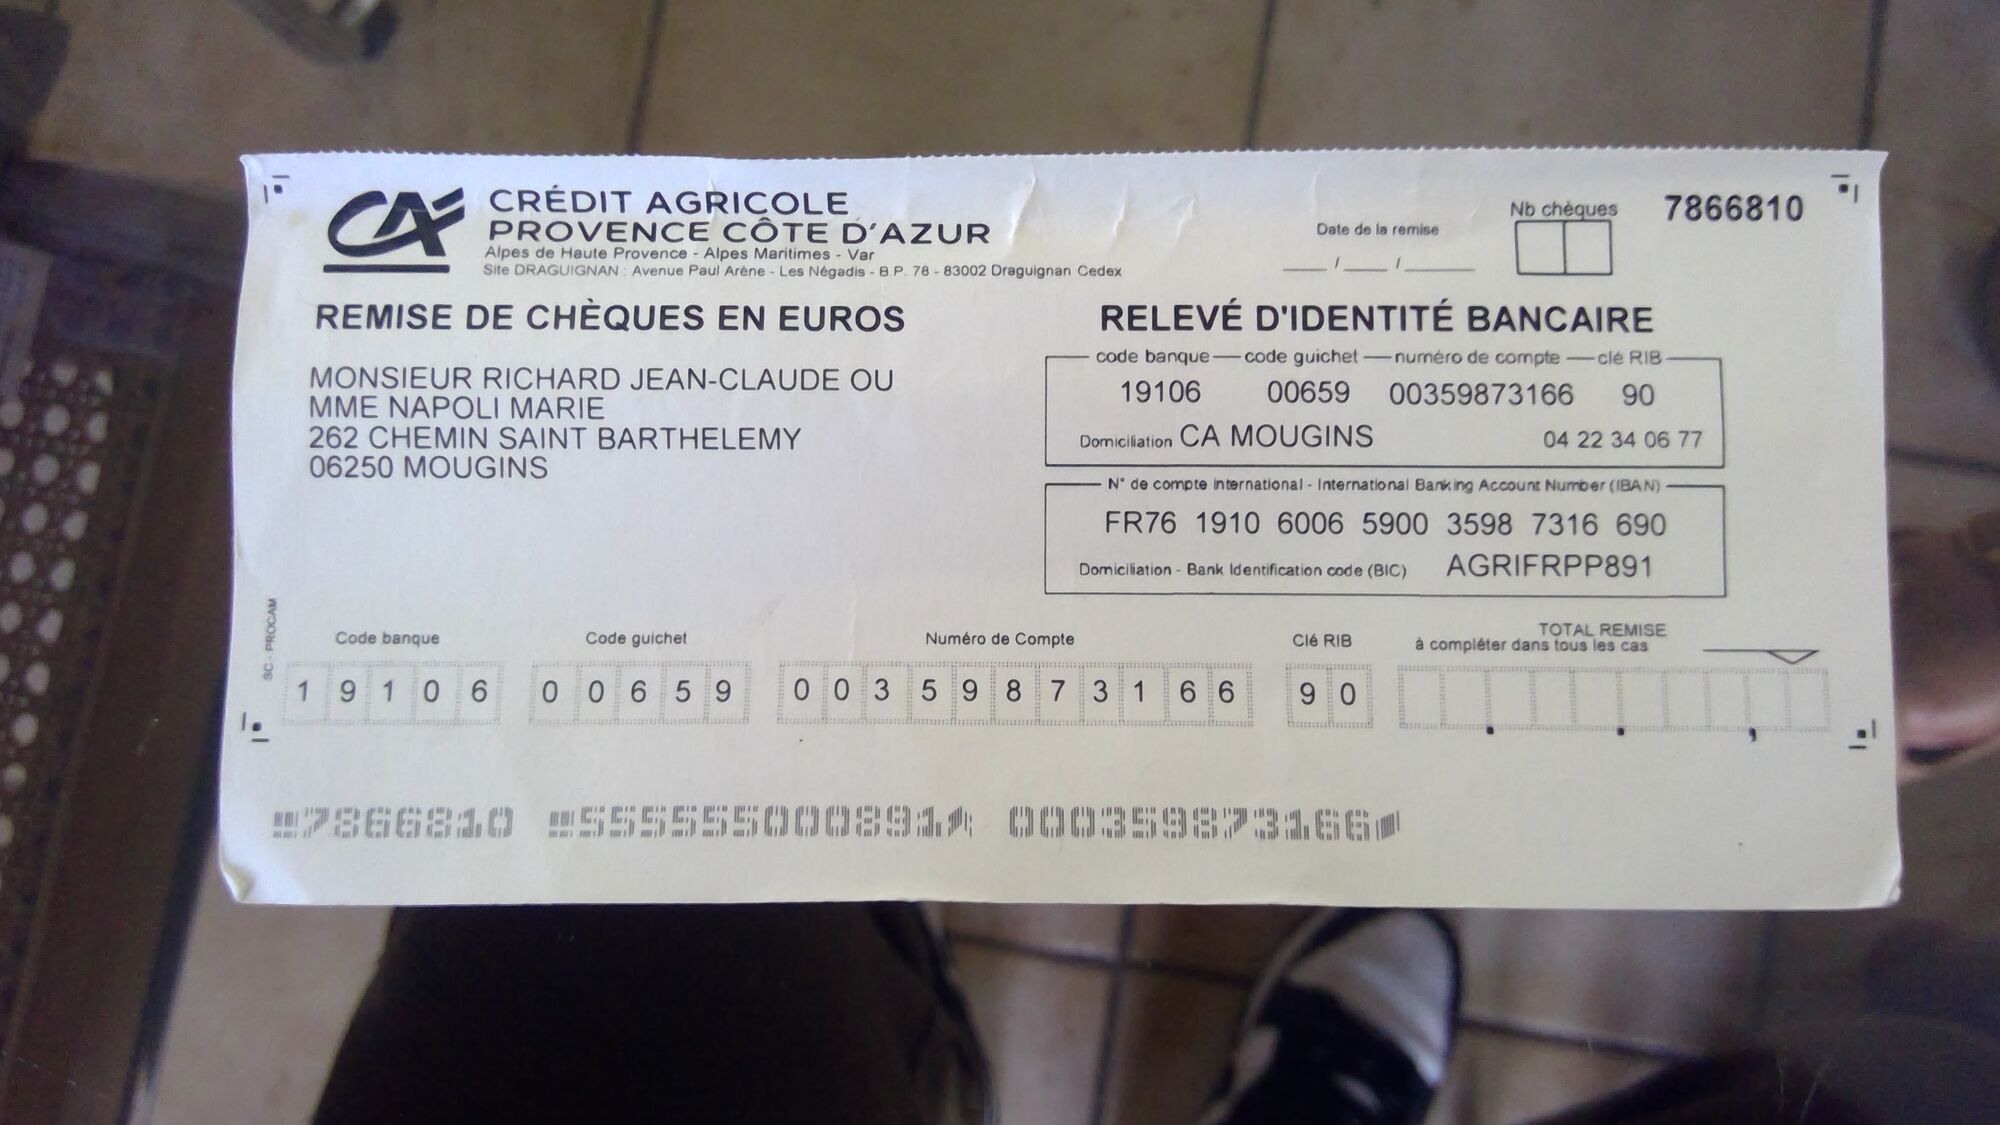 CA CRÉDIT AGRICOLE
PROVENCE CÔTE D'AZUR
Alpes de Haute Provence - Alpes Maritimes - Var
Site DRAGUIGNAN : Avenue Paul Arène - Les Négadis - B.P. 78 - 83002 Draguignan Cedex
Date de la remise
__/__/____
Nb chèques
7866810
REMISE DE CHÈQUES EN EUROS
MONSIEUR RICHARD JEAN-CLAUDE OU
MME NAPOLI MARIE
262 CHEMIN SAINT BARTHELEMY
06250 MOUGINS
RELEVÉ D'IDENTITÉ BANCAIRE
code banque code guichet numéro de compte clé RIB
19106 00659 00359873166 90
Domiciliation CA MOUGINS 04 22 34 06 77
N° de compte international - International Banking Account Number (IBAN)
FR76 1910 6006 5900 3598 7316 690
Domiciliation - Bank Identification code (BIC) AGRIFRPP891
SC - PROCAM
Code banque Code guichet Numéro de Compte Clé RIB
TOTAL REMISE
à compléter dans tous les cas
1 9 1 0 6 0 0 6 5 9 0 0 3 5 9 8 7 3 1 6 6 9 0
7866810 555555000891 000359873166